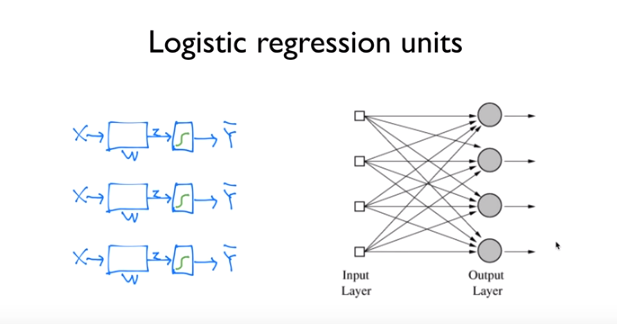 Logistic regression units
X → W z → ∫ → Ȳ
X → W z → ∫ → Ȳ
X → W z → ∫ → Ȳ
Input
Layer
Output
Layer